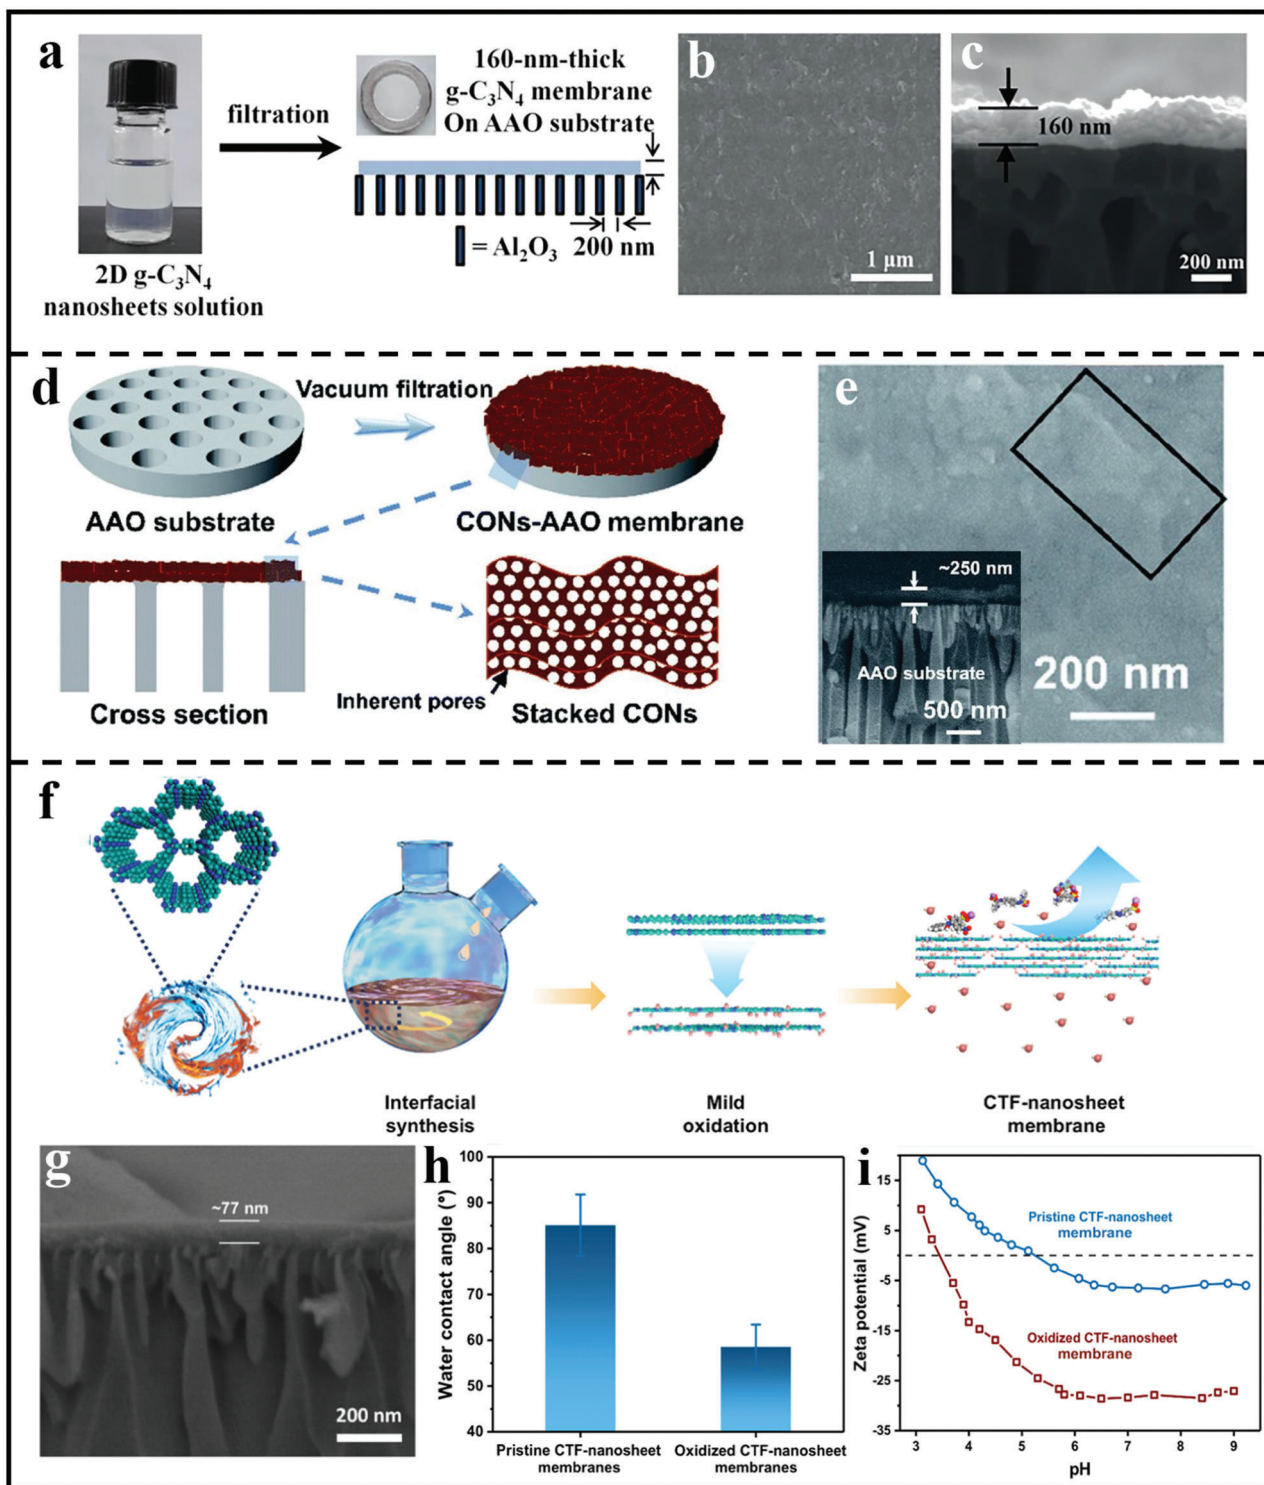 a
filtration
160-nm-thick
g-C₃N₄ membrane
On AAO substrate
= Al₂O₃
200 nm
2D g-C₃N₄
nanosheets solution
b
1 μm
c
160 nm
200 nm
d
Vacuum filtration
AAO substrate
CONs-AAO membrane
Cross section
Inherent pores
Stacked CONs
e
~250 nm
AAO substrate
500 nm
200 nm
f
Interfacial
synthesis
Mild
oxidation
CTF-nanosheet
membrane
g
~77 nm
200 nm
h
Water contact angle (°)
100
90
80
70
60
50
40
Pristine CTF-nanosheet
membranes
Oxidized CTF-nanosheet
membranes
i
Zeta potential (mV)
15
5
-5
-15
-25
-35
Pristine CTF-nanosheet
membrane
Oxidized CTF-nanosheet
membrane
3 4 5 6 7 8 9
pH